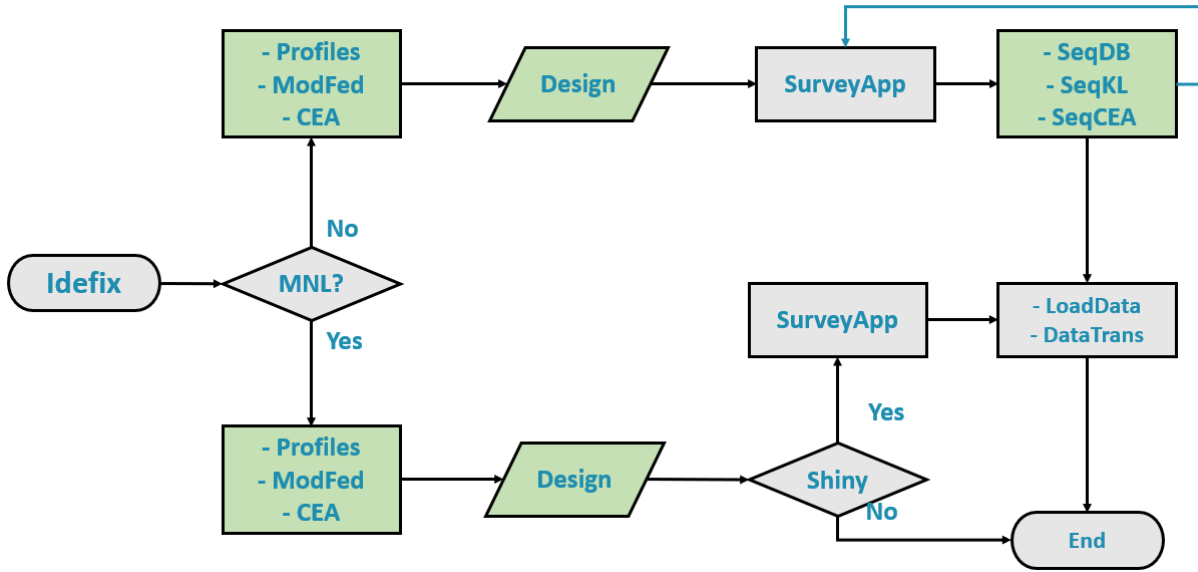 - Profiles
- ModFed
- CEA
Design
SurveyApp
- SeqDB
- SeqKL
- SeqCEA
No
Idefix
MNL?
Yes
SurveyApp
- LoadData
- DataTrans
- Profiles
- ModFed
- CEA
Design
Yes
Shiny
No
End